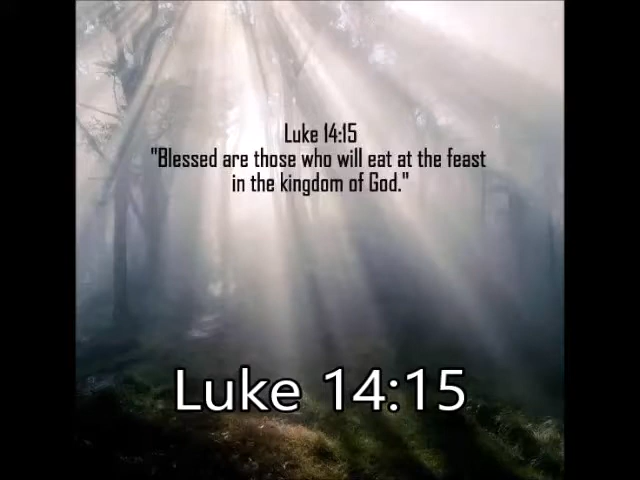 Luke 14:15
"Blessed are those who will eat at the feast
in the kingdom of God."
Luke 14:15